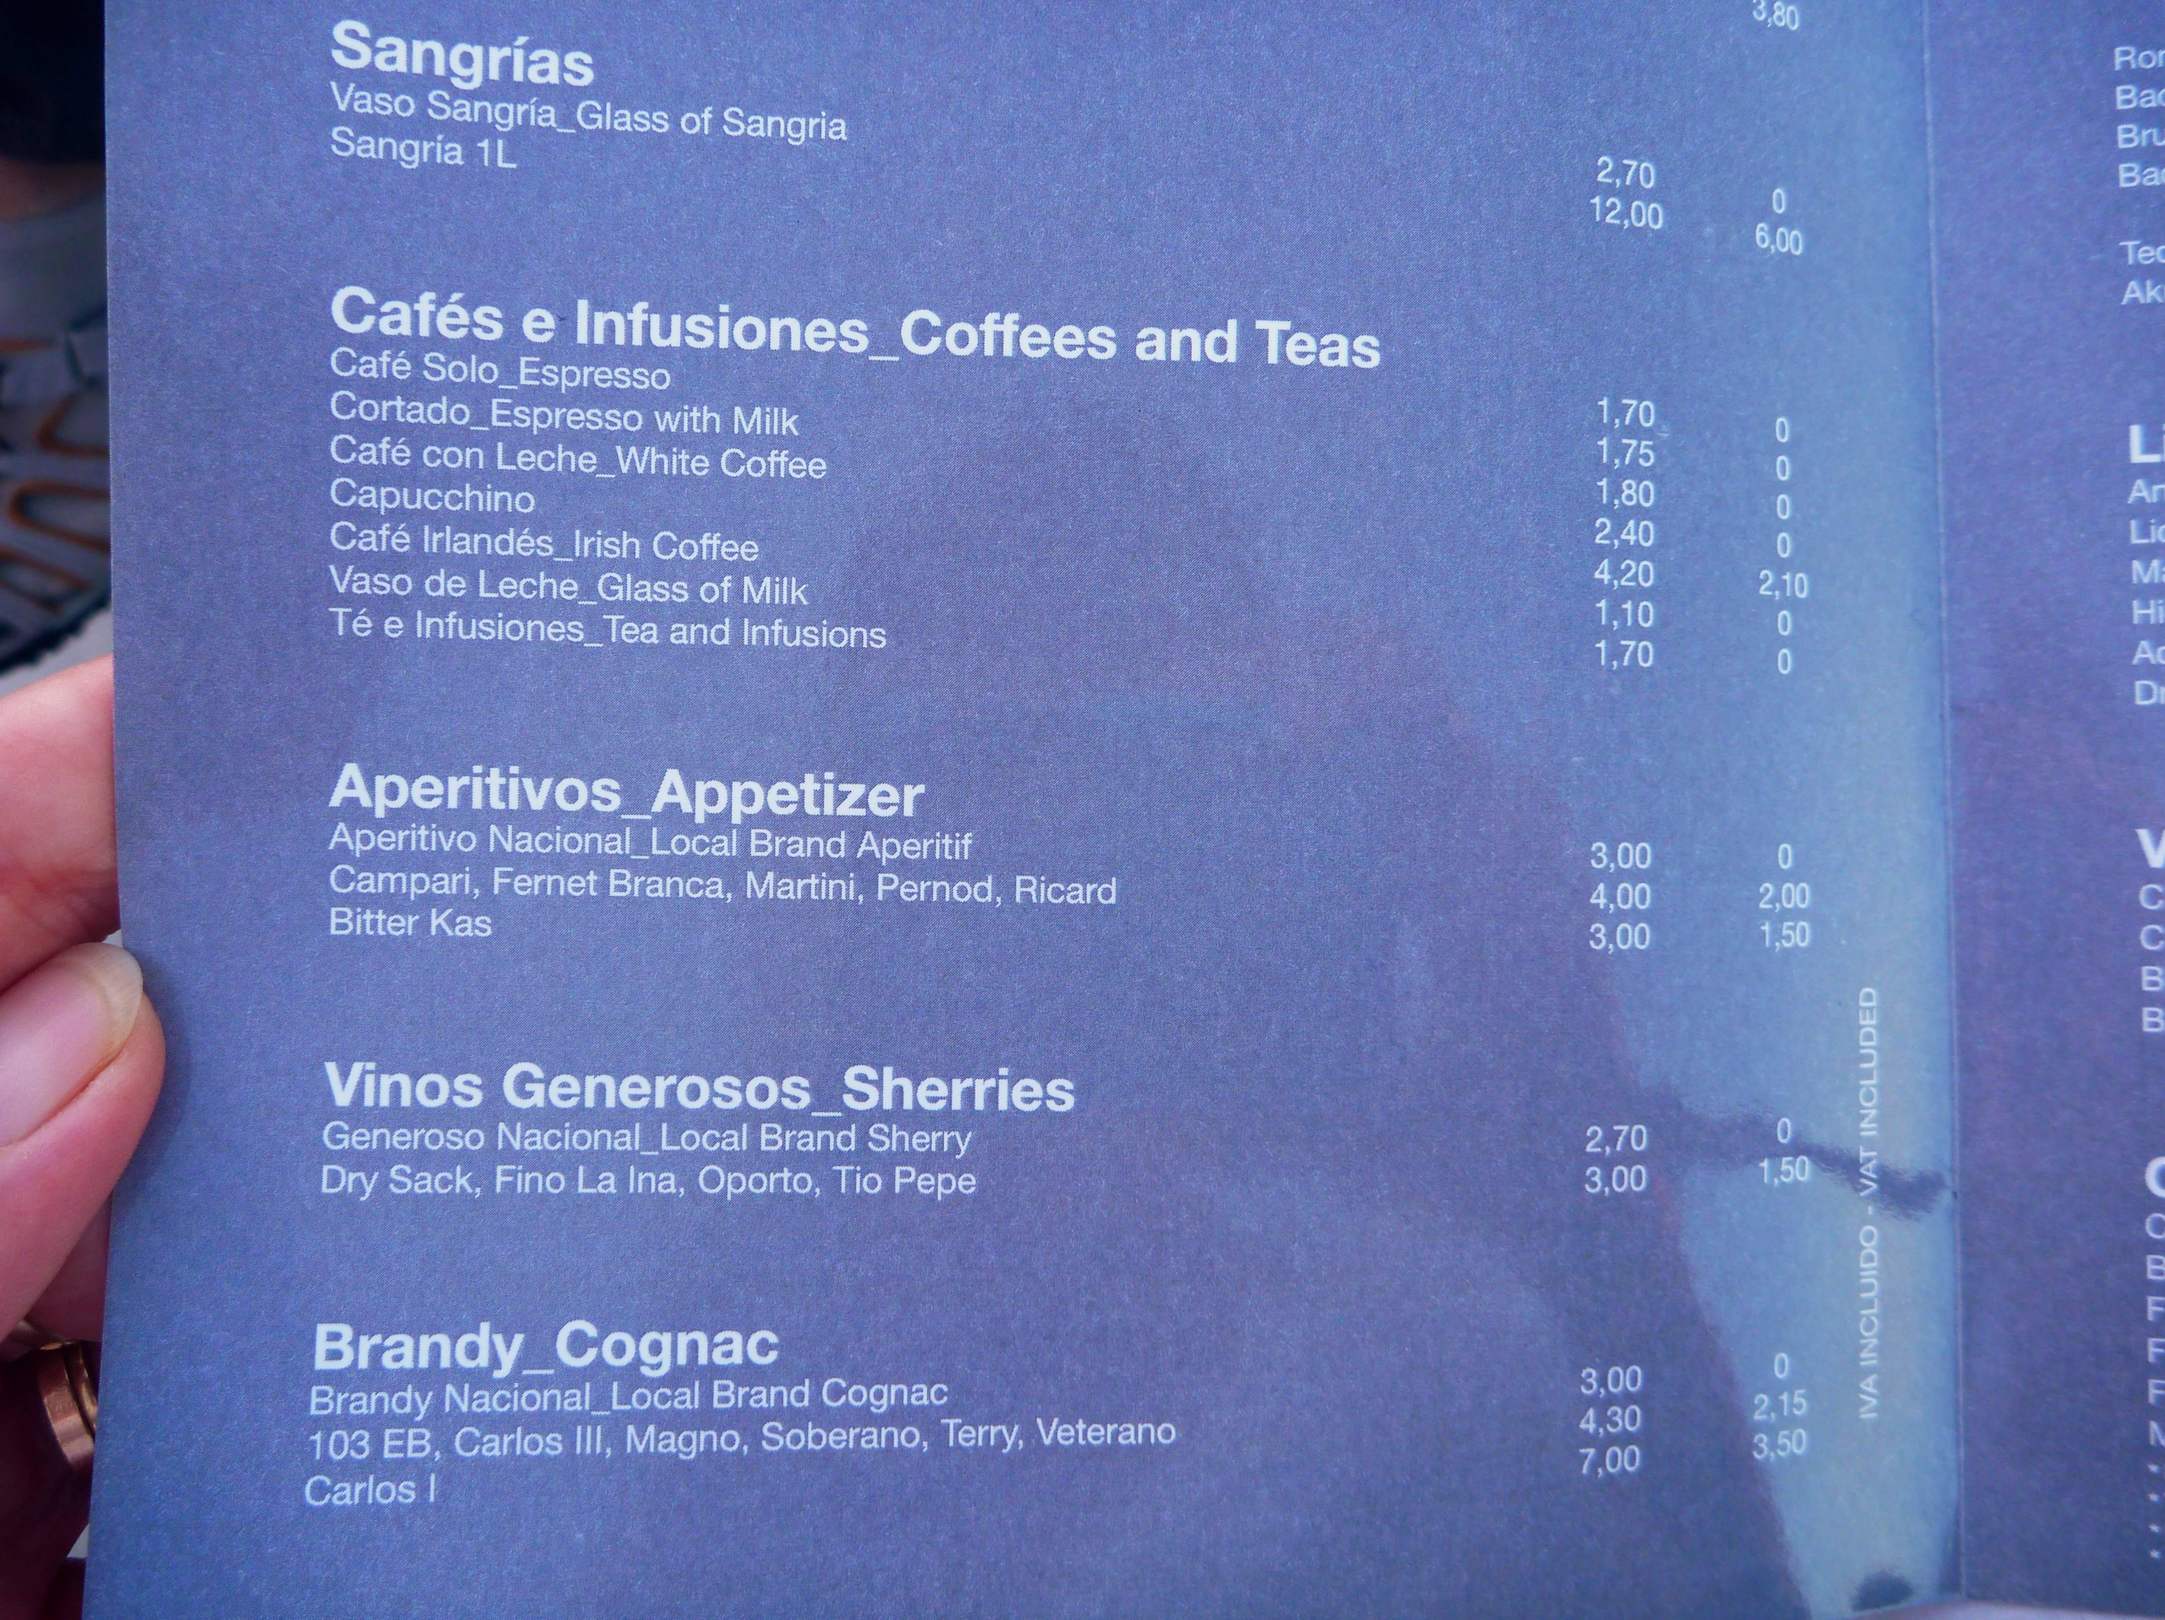 3,80
Sangrías
Vaso Sangría_Glass of Sangria 2,70 0
Sangría 1L 12,00 6,00
Cafés e Infusiones_Coffees and Teas
Café Solo_Espresso 1,70 0
Cortado_Espresso with Milk 1,75 0
Café con Leche_White Coffee 1,80 0
Capucchino 2,40 0
Café Irlandés_Irish Coffee 4,20 2,10
Vaso de Leche_Glass of Milk 1,10 0
Té e Infusiones_Tea and Infusions 1,70 0
Aperitivos_Appetizer
Aperitivo Nacional_Local Brand Aperitif 3,00 0
Campari, Fernet Branca, Martini, Pernod, Ricard 4,00 2,00
Bitter Kas 3,00 1,50
Vinos Generosos_Sherries
Generoso Nacional_Local Brand Sherry 2,70 0
Dry Sack, Fino La Ina, Oporto, Tio Pepe 3,00 1,50
Brandy_Cognac
Brandy Nacional_Local Brand Cognac 3,00 0
103 EB, Carlos III, Magno, Soberano, Terry, Veterano 4,30 2,15
Carlos I 7,00 3,50
IVA INCLUIDO - VAT INCLUDED